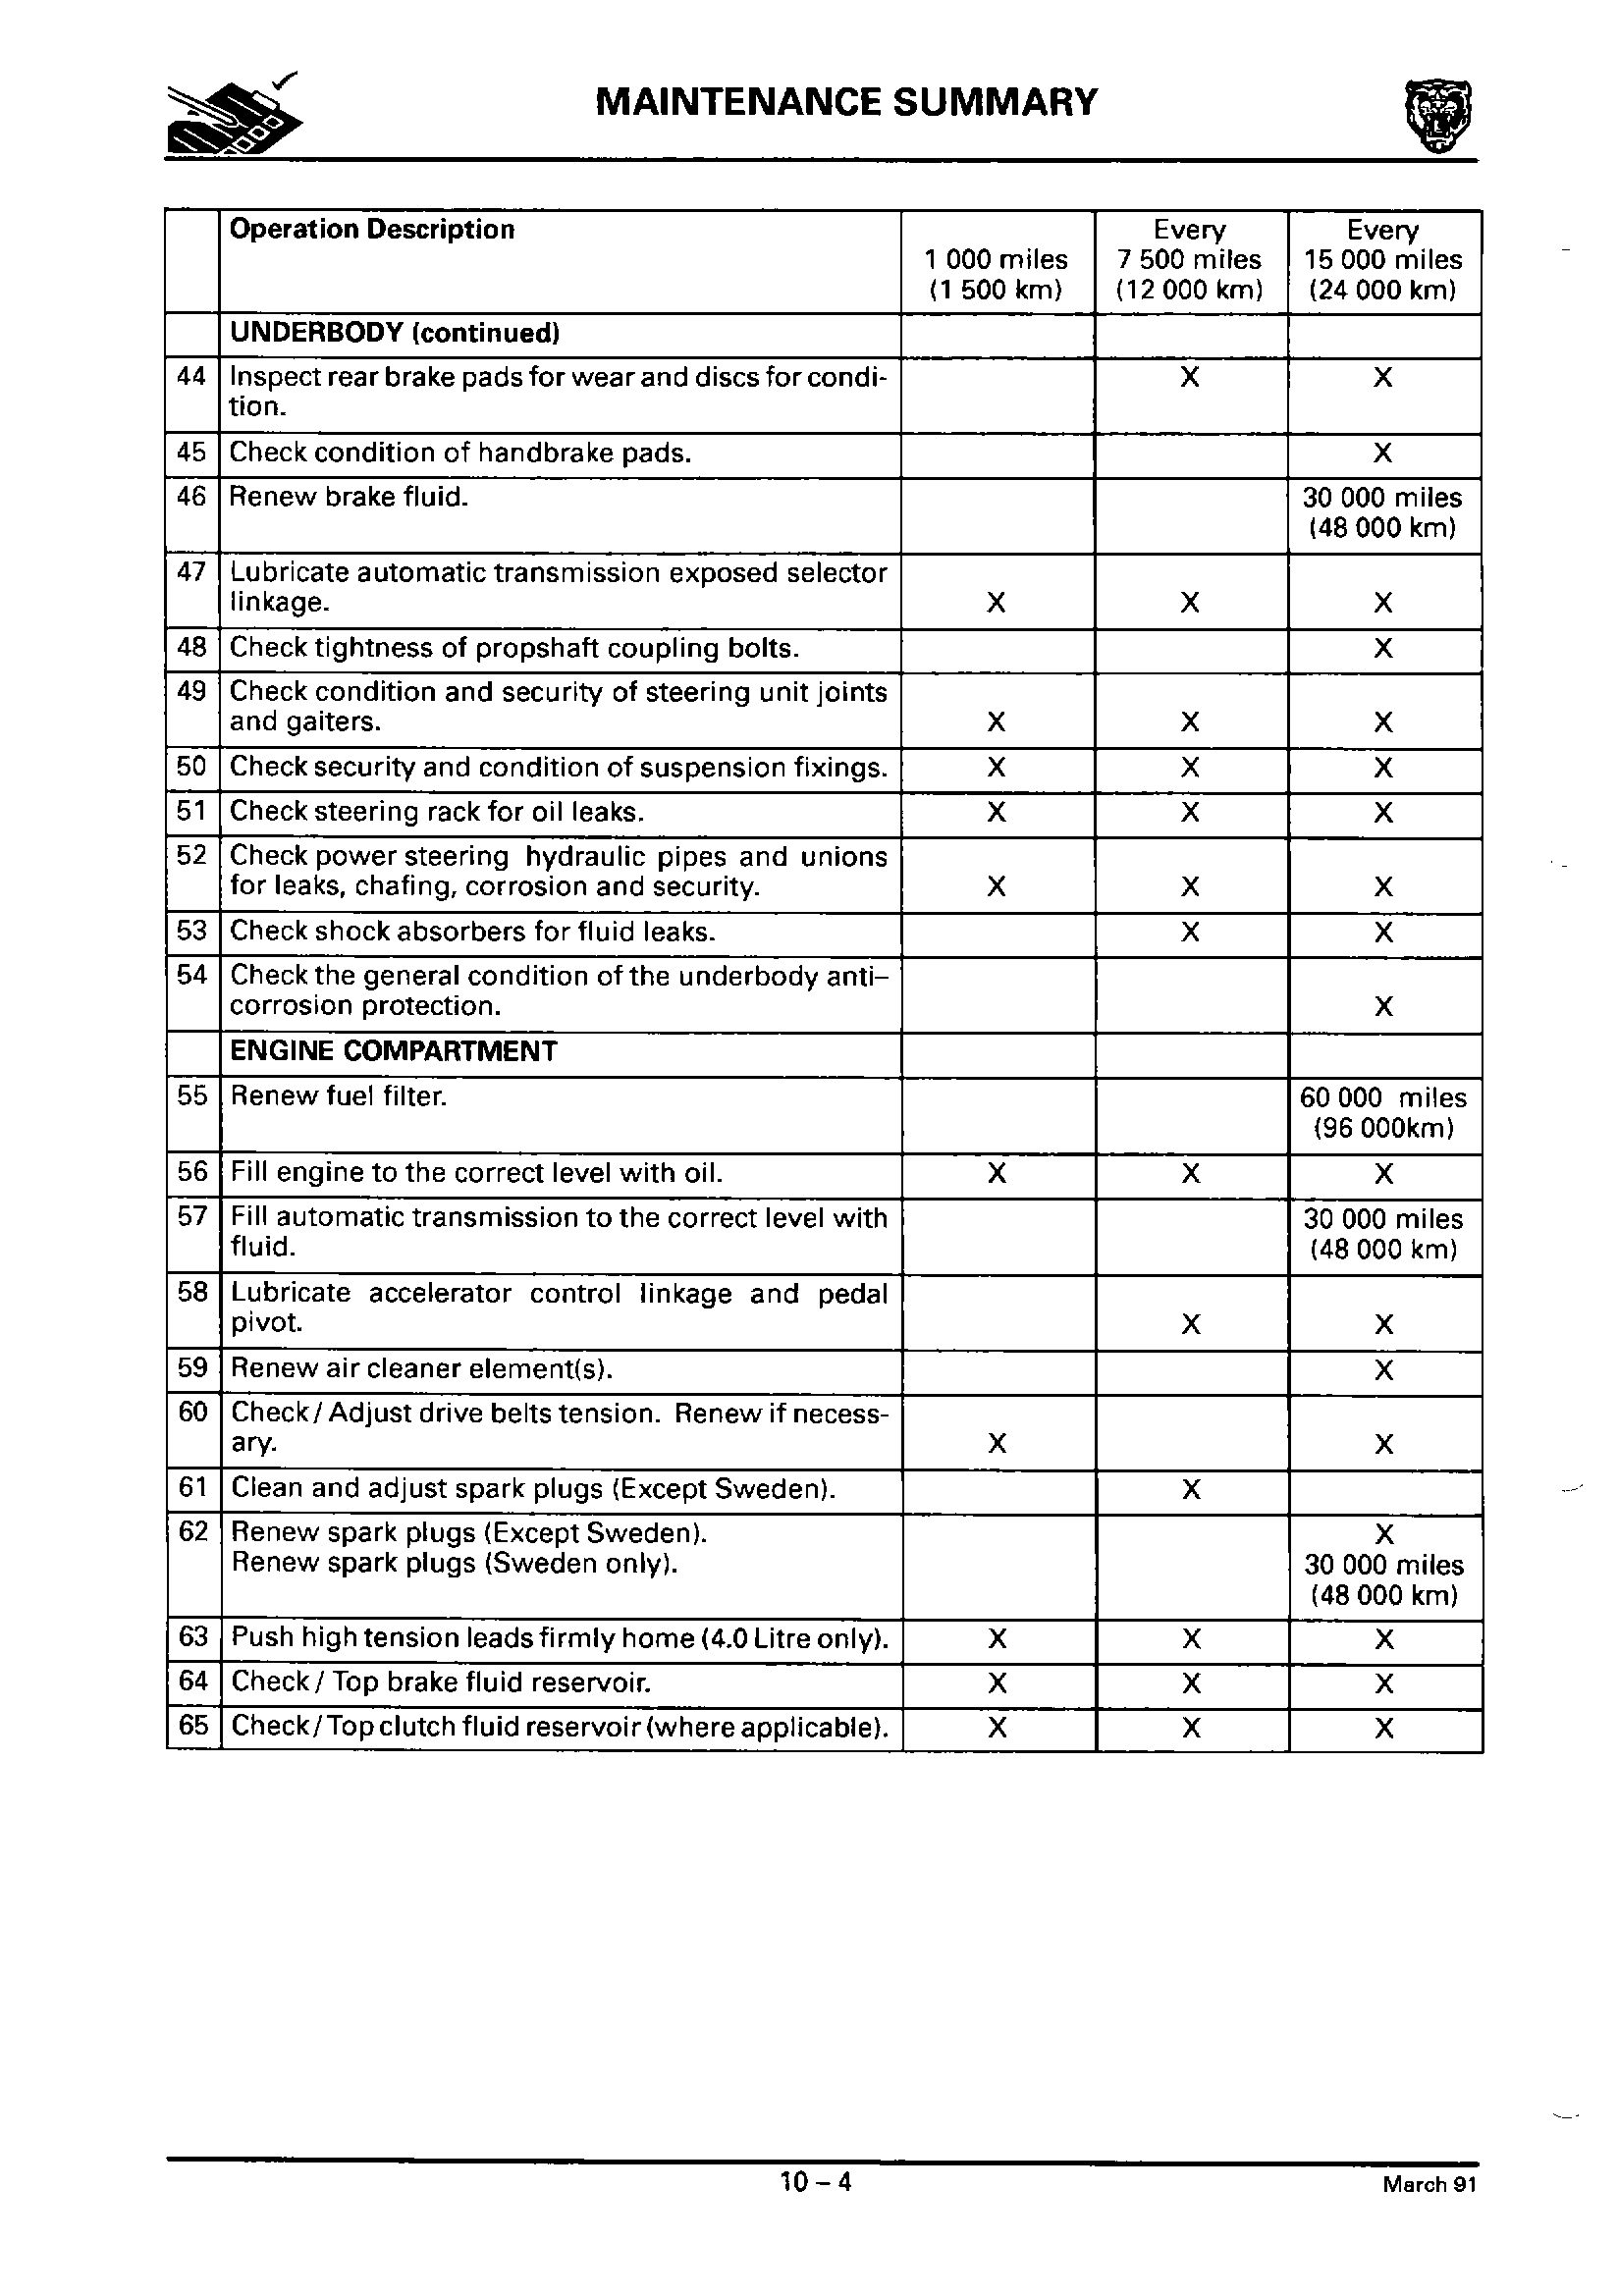 MAINTENANCE SUMMARY
Operation Description
1 000 miles
(1 500 km)
Every
7 500 miles
(12 000 km)
Every
15 000 miles
(24 000 km)
UNDERBODY (continued)
44 Inspect rear brake pads for wear and discs for condi- X X
tion.
45 Check condition of handbrake pads. X
46 Renew brake fluid. 30 000 miles
(48 000 km)
47 Lubricate automatic transmission exposed selector
linkage. X X X
48 Check tightness of propshaft coupling bolts. X
49 Check condition and security of steering unit joints
and gaiters. X X X
50 Check security and condition of suspension fixings. X X X
51 Check steering rack for oil leaks. X X X
52 Check power steering hydraulic pipes and unions
for leaks, chafing, corrosion and security. X X X
53 Check shock absorbers for fluid leaks. X X
54 Check the general condition of the underbody anti–
corrosion protection. X
ENGINE COMPARTMENT
55 Renew fuel filter. 60 000 miles
(96 000km)
56 Fill engine to the correct level with oil. X X X
57 Fill automatic transmission to the correct level with 30 000 miles
fluid. (48 000 km)
58 Lubricate accelerator control linkage and pedal
pivot. X X
59 Renew air cleaner element(s). X
60 Check / Adjust drive belts tension. Renew if necess-
ary. X X
61 Clean and adjust spark plugs (Except Sweden). X
62 Renew spark plugs (Except Sweden). X
Renew spark plugs (Sweden only). 30 000 miles
(48 000 km)
63 Push high tension leads firmly home (4.0 Litre only). X X X
64 Check / Top brake fluid reservoir. X X X
65 Check / Top clutch fluid reservoir (where applicable). X X X
10 – 4
March 91